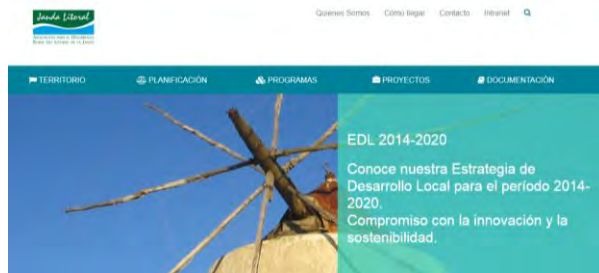 Janda Litoral
Quienes Somos Cómo llegar Contacto Intranet
TERRITORIO PLANIFICACIÓN PROGRAMAS PROYECTOS DOCUMENTACIÓN
EDL 2014-2020
Conoce nuestra Estrategia de
Desarrollo Local para el período 2014-
2020.
Compromiso con la innovación y la
sostenibilidad.